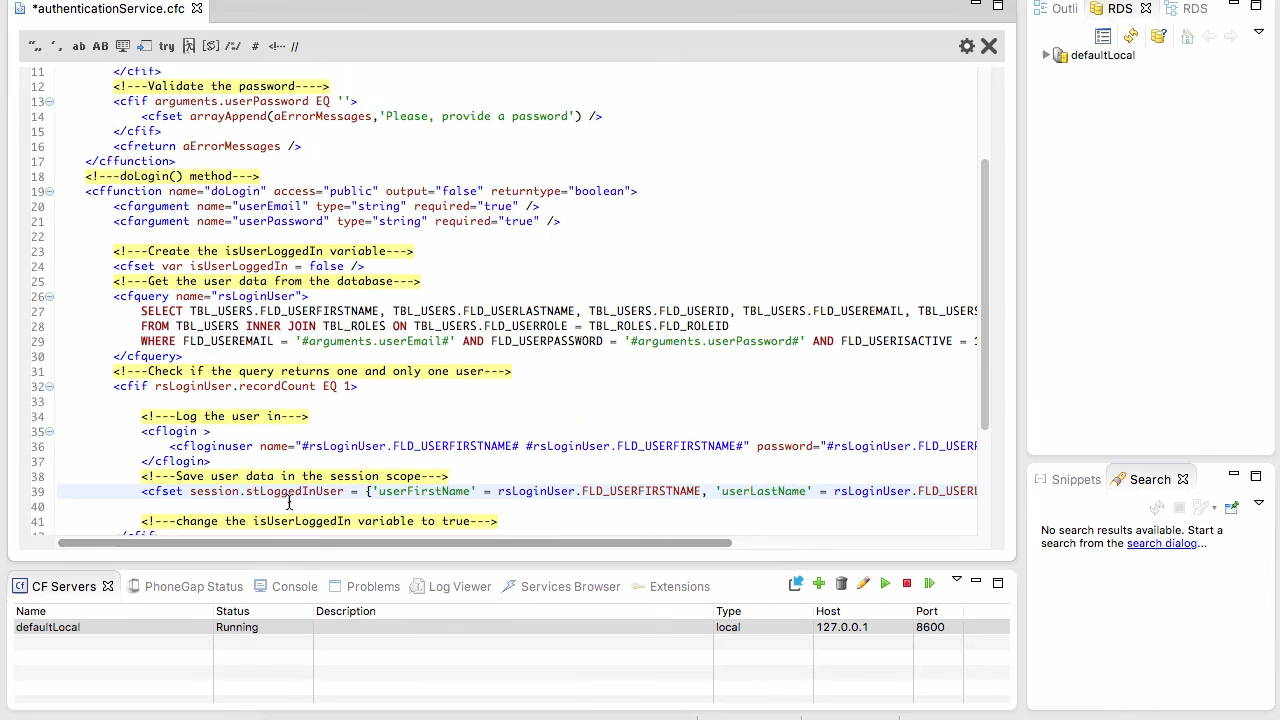 *authenticationService.cfc
Outli
RDS
RDS
"„ ‘, ab AB try # <!--- //
defaultLocal
11 </cfif>
12 <!---Validate the password---->
13 <cfif arguments.userPassword EQ ''>
14 <cfset arrayAppend(aErrorMessages,'Please, provide a password') />
15 </cfif>
16 <cfreturn aErrorMessages />
17 </cffunction>
18 <!---doLogin() method--->
19 <cffunction name="doLogin" access="public" output="false" returntype="boolean">
20 <cfargument name="userEmail" type="string" required="true" />
21 <cfargument name="userPassword" type="string" required="true" />
22
23 <!---Create the isUserLoggedIn variable--->
24 <cfset var isUserLoggedIn = false />
25 <!---Get the user data from the database--->
26 <cfquery name="rsLoginUser">
27 SELECT TBL_USERS.FLD_USERFIRSTNAME, TBL_USERS.FLD_USERLASTNAME, TBL_USERS.FLD_USERID, TBL_USERS.FLD_USEREMAIL, TBL_USERS
28 FROM TBL_USERS INNER JOIN TBL_ROLES ON TBL_USERS.FLD_USERROLE = TBL_ROLES.FLD_ROLEID
29 WHERE FLD_USEREMAIL = '#arguments.userEmail#' AND FLD_USERPASSWORD = '#arguments.userPassword#' AND FLD_USERISACTIVE = 1
30 </cfquery>
31 <!---Check if the query returns one and only one user--->
32 <cfif rsLoginUser.recordCount EQ 1>
33
34 <!---Log the user in--->
35 <cflogin >
36 <cfloginuser name="#rsLoginUser.FLD_USERFIRSTNAME# #rsLoginUser.FLD_USERFIRSTNAME#" password="#rsLoginUser.FLD_USERP
37 </cflogin>
38 <!---Save user data in the session scope--->
39 <cfset session.stLoggedInUser = {'userFirstName' = rsLoginUser.FLD_USERFIRSTNAME, 'userLastName' = rsLoginUser.FLD_USERL
40
41 <!---change the isUserLoggedIn variable to true--->
</cfif>
Snippets
Search
No search results available. Start a
search dialog...
CF Servers
PhoneGap Status
Console
Problems
Log Viewer
Services Browser
Extensions
Name Status Description Type Host Port
defaultLocal Running local 127.0.0.1 8600